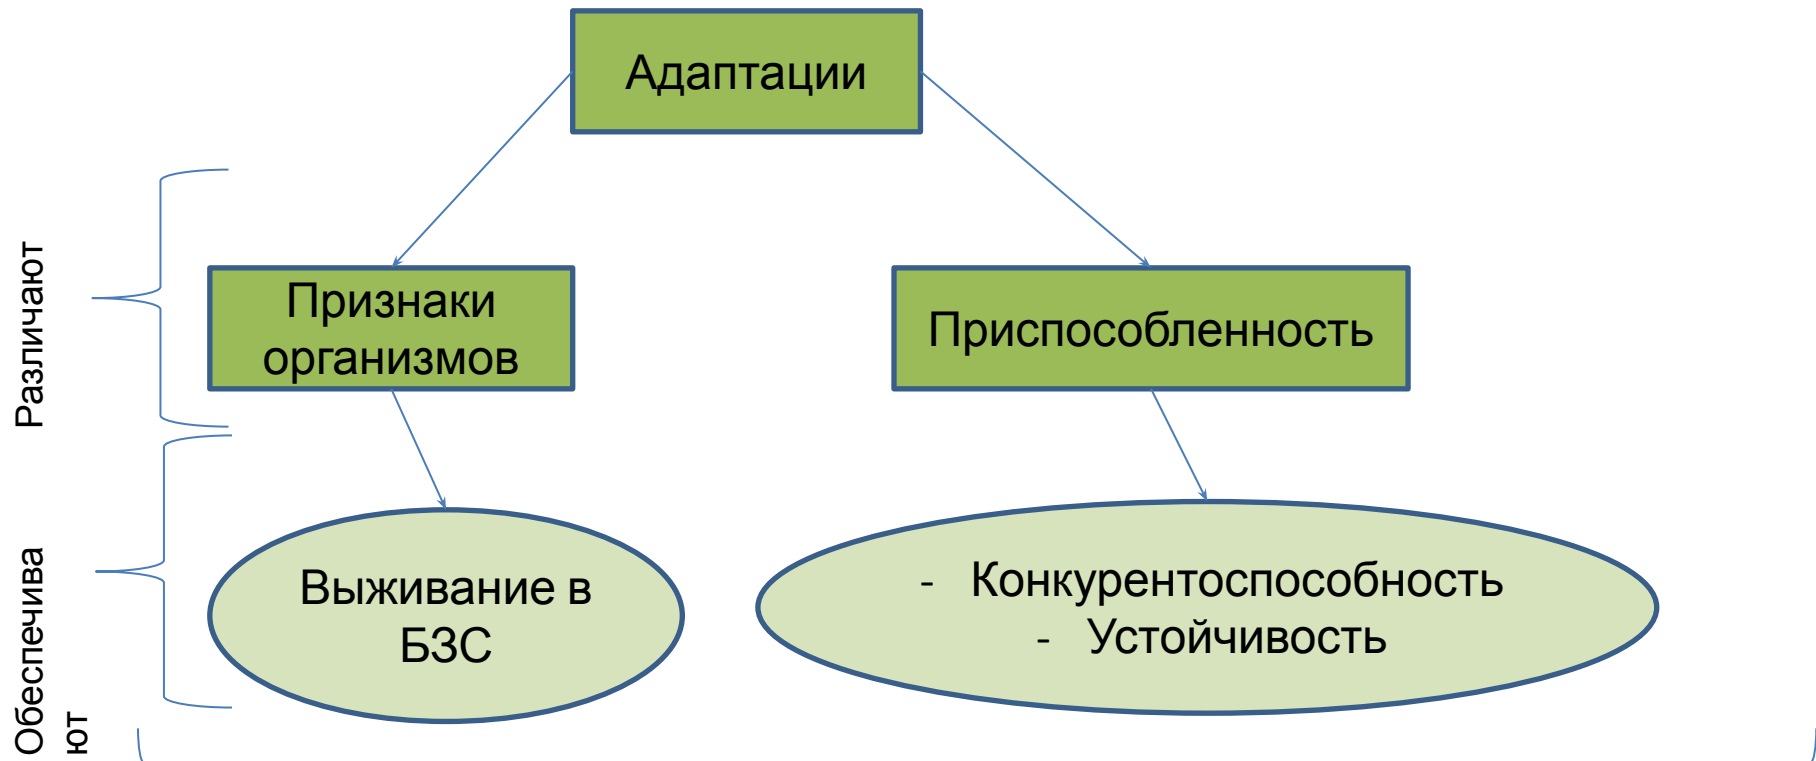 Адаптации
Различают
Признаки
организмов
Приспособленность
Обеспечива
ют
Выживание в
БЗС
- Конкурентоспособность
- Устойчивость